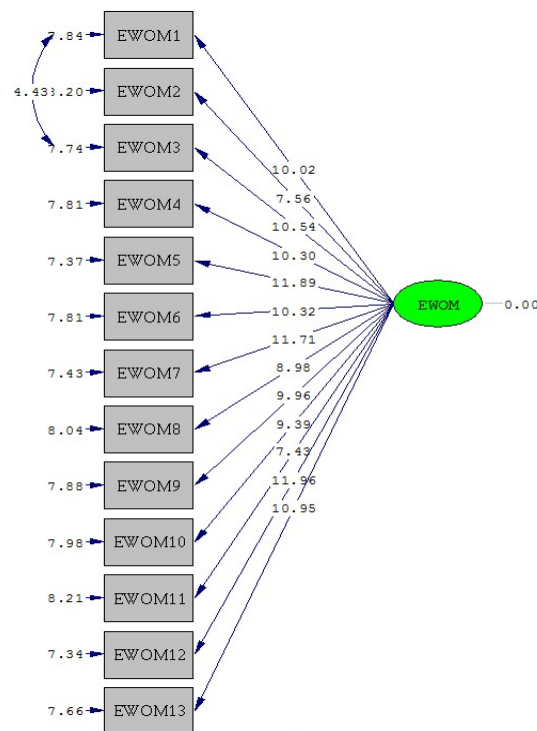 7.84 EWOM1
4.43 8.20 EWOM2
7.74 EWOM3
7.81 EWOM4
7.37 EWOM5
7.81 EWOM6
7.43 EWOM7
8.04 EWOM8
7.88 EWOM9
7.98 EWOM10
8.21 EWOM11
7.34 EWOM12
7.66 EWOM13
10.02
7.56
10.54
10.30
11.89
10.32
11.71
8.98
9.96
9.39
7.43
11.96
10.95
EWOM 0.00